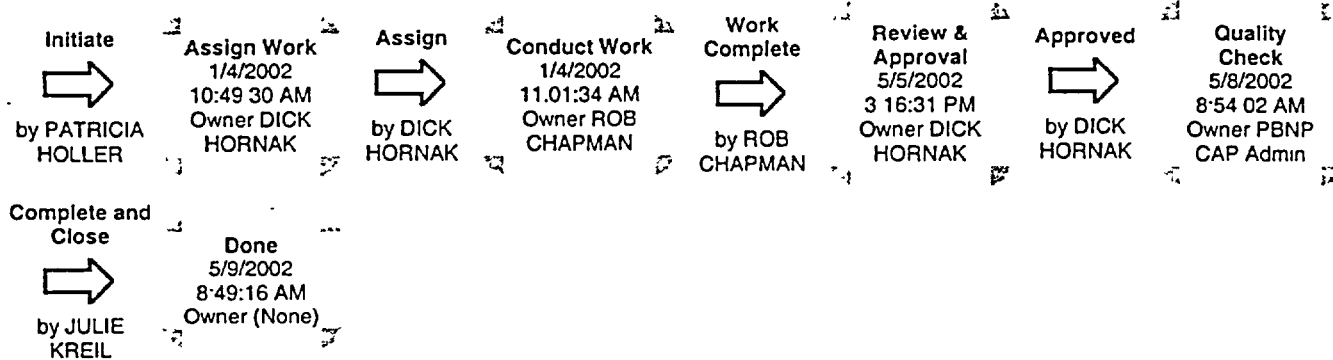 Initiate
by PATRICIA
HOLLER
Assign Work
1/4/2002
10:49 30 AM
Owner DICK
HORNAK
Assign
by DICK
HORNAK
Conduct Work
1/4/2002
11.01:34 AM
Owner ROB
CHAPMAN
Work
Complete
by ROB
CHAPMAN
Review &
Approval
5/5/2002
3 16:31 PM
Owner DICK
HORNAK
Approved
by DICK
HORNAK
Quality
Check
5/8/2002
8:54 02 AM
Owner PBNP
CAP Admin
Complete and
Close
by JULIE
KREIL
Done
5/9/2002
8:49:16 AM
Owner (None)